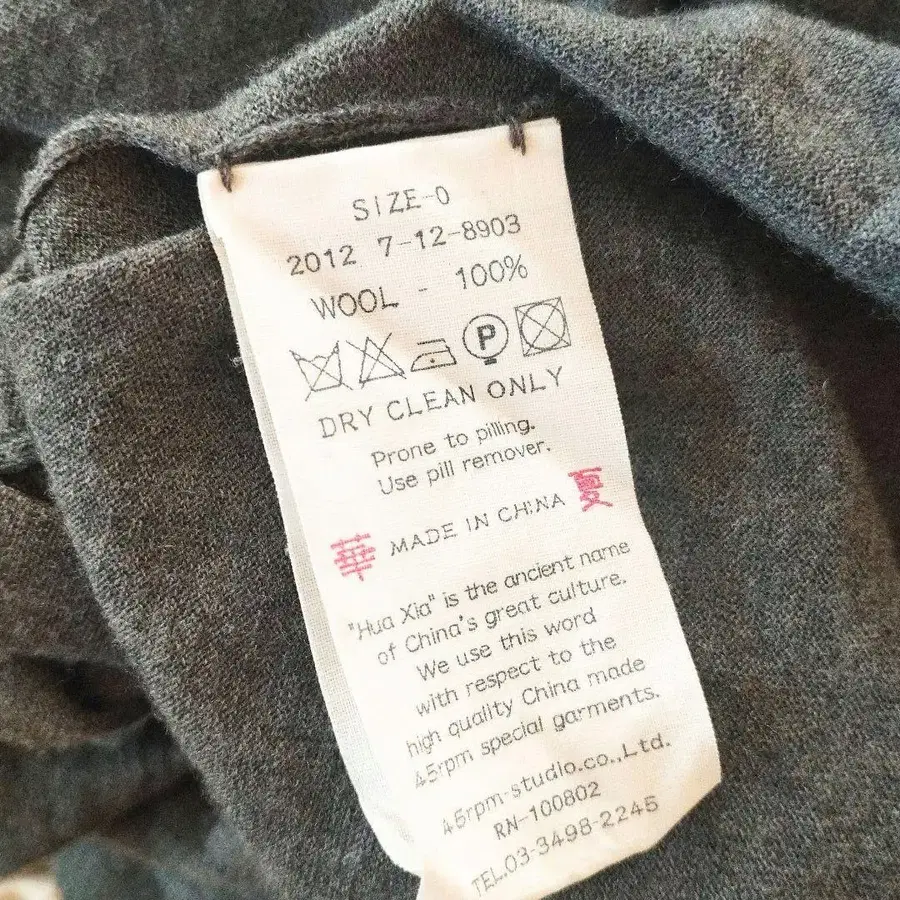 SIZE-0
2012 7-12-8903
WOOL - 100%
P
DRY CLEAN ONLY
Prone to pilling.
Use pill remover.
華 MADE IN CHINA 夏
"Hua Xia" is the ancient name
of China's great culture.
We use this word
with respect to the
high quality China made
45rpm special garments.
45rpm-studio.co.,Ltd.
RN-100802
TEL.03-3498-2245